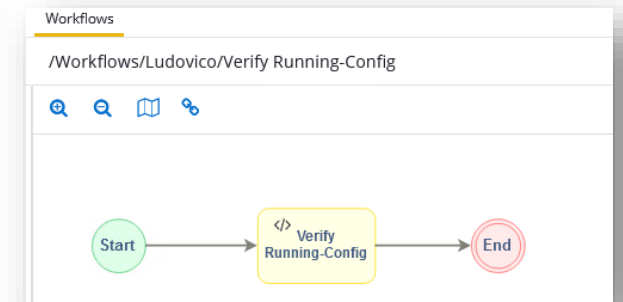 Workflows
/Workflows/Ludovico/Verify Running-Config
Start
</> Verify
Running-Config
End